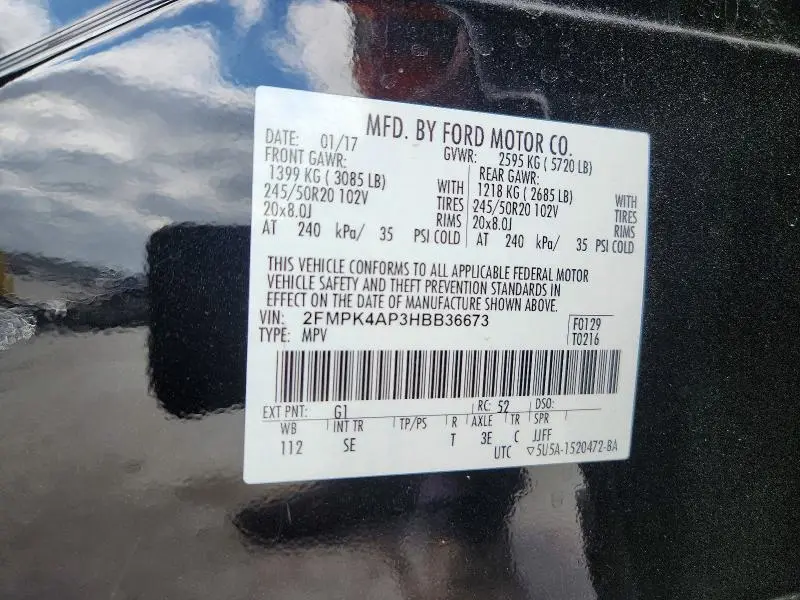 MFD. BY FORD MOTOR CO.
DATE: 01/17 GVWR: 2595 KG ( 5720 LB)
FRONT GAWR: REAR GAWR:
1399 KG ( 3085 LB) WITH 1218 KG ( 2685 LB) WITH
245/50R20 102V TIRES 245/50R20 102V TIRES
20x8.0J RIMS 20x8.0J RIMS
AT 240 kPa/ 35 PSI COLD AT 240 kPa/ 35 PSI COLD
THIS VEHICLE CONFORMS TO ALL APPLICABLE FEDERAL MOTOR
VEHICLE SAFETY AND THEFT PREVENTION STANDARDS IN
EFFECT ON THE DATE OF MANUFACTURE SHOWN ABOVE.
VIN: 2FMPK4AP3HBB36673 F0129
TYPE: MPV T0216
EXT PNT: G1 RC: 52 DSO:
WB INT TR TP/PS R AXLE TR SPR
112 SE T 3E C JJFF
UTC ▽5U5A-1520472-BA